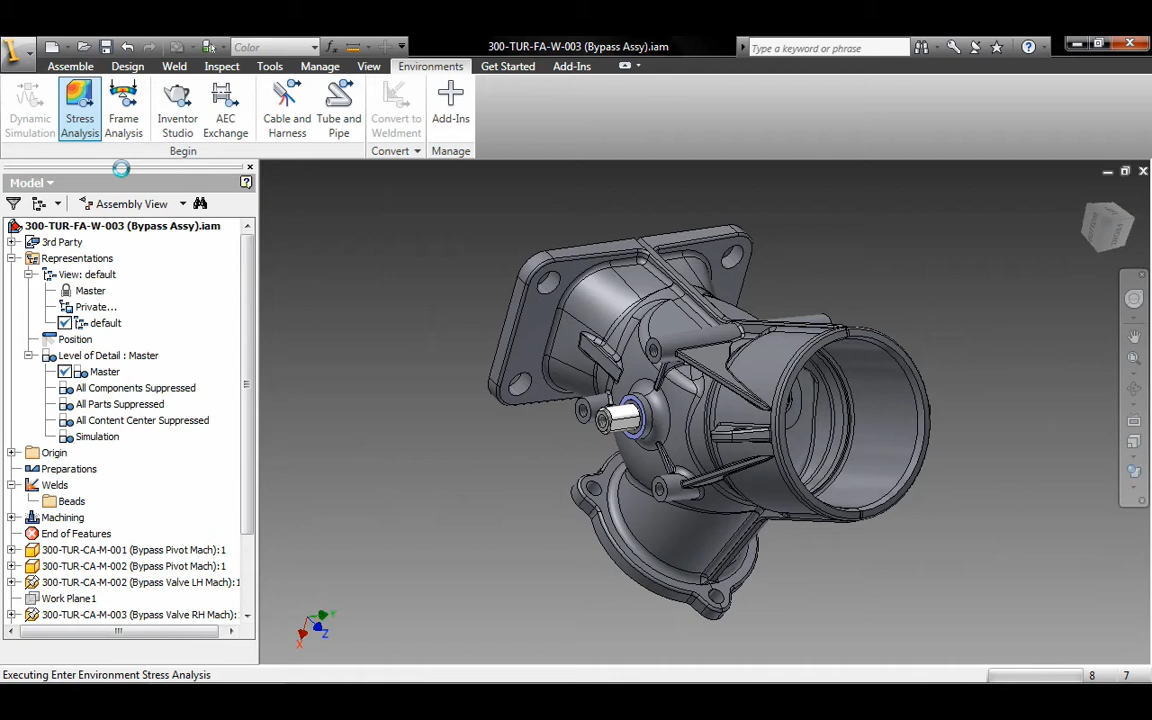 Color
300-TUR-FA-W-003 (Bypass Assy).iam
Type a keyword or phrase
Assembly Design Weld Inspect Tools Manage View Environments Get Started Add-Ins
Dynamic Simulation
Stress Analysis
Frame Analysis
Inventor Studio
AEC Exchange
Cable and Harness
Tube and Pipe
Convert to Weldment
Add-Ins
Begin Convert Manage
Model
Assembly View
300-TUR-FA-W-003 (Bypass Assy).iam
3rd Party
Representations
View: default
Master
Private...
default
Position
Level of Detail : Master
Master
All Components Suppressed
All Parts Suppressed
All Content Center Suppressed
Simulation
Origin
Preparations
Welds
Beads
Machining
End of Features
300-TUR-CA-M-001 (Bypass Pivot Mach):1
300-TUR-CA-M-002 (Bypass Pivot Mach):1
300-TUR-CA-M-002 (Bypass Valve LH Mach):1
Work Plane1
300-TUR-CA-M-003 (Bypass Valve RH Mach):
X Y Z
Executing Enter Environment Stress Analysis
8 7